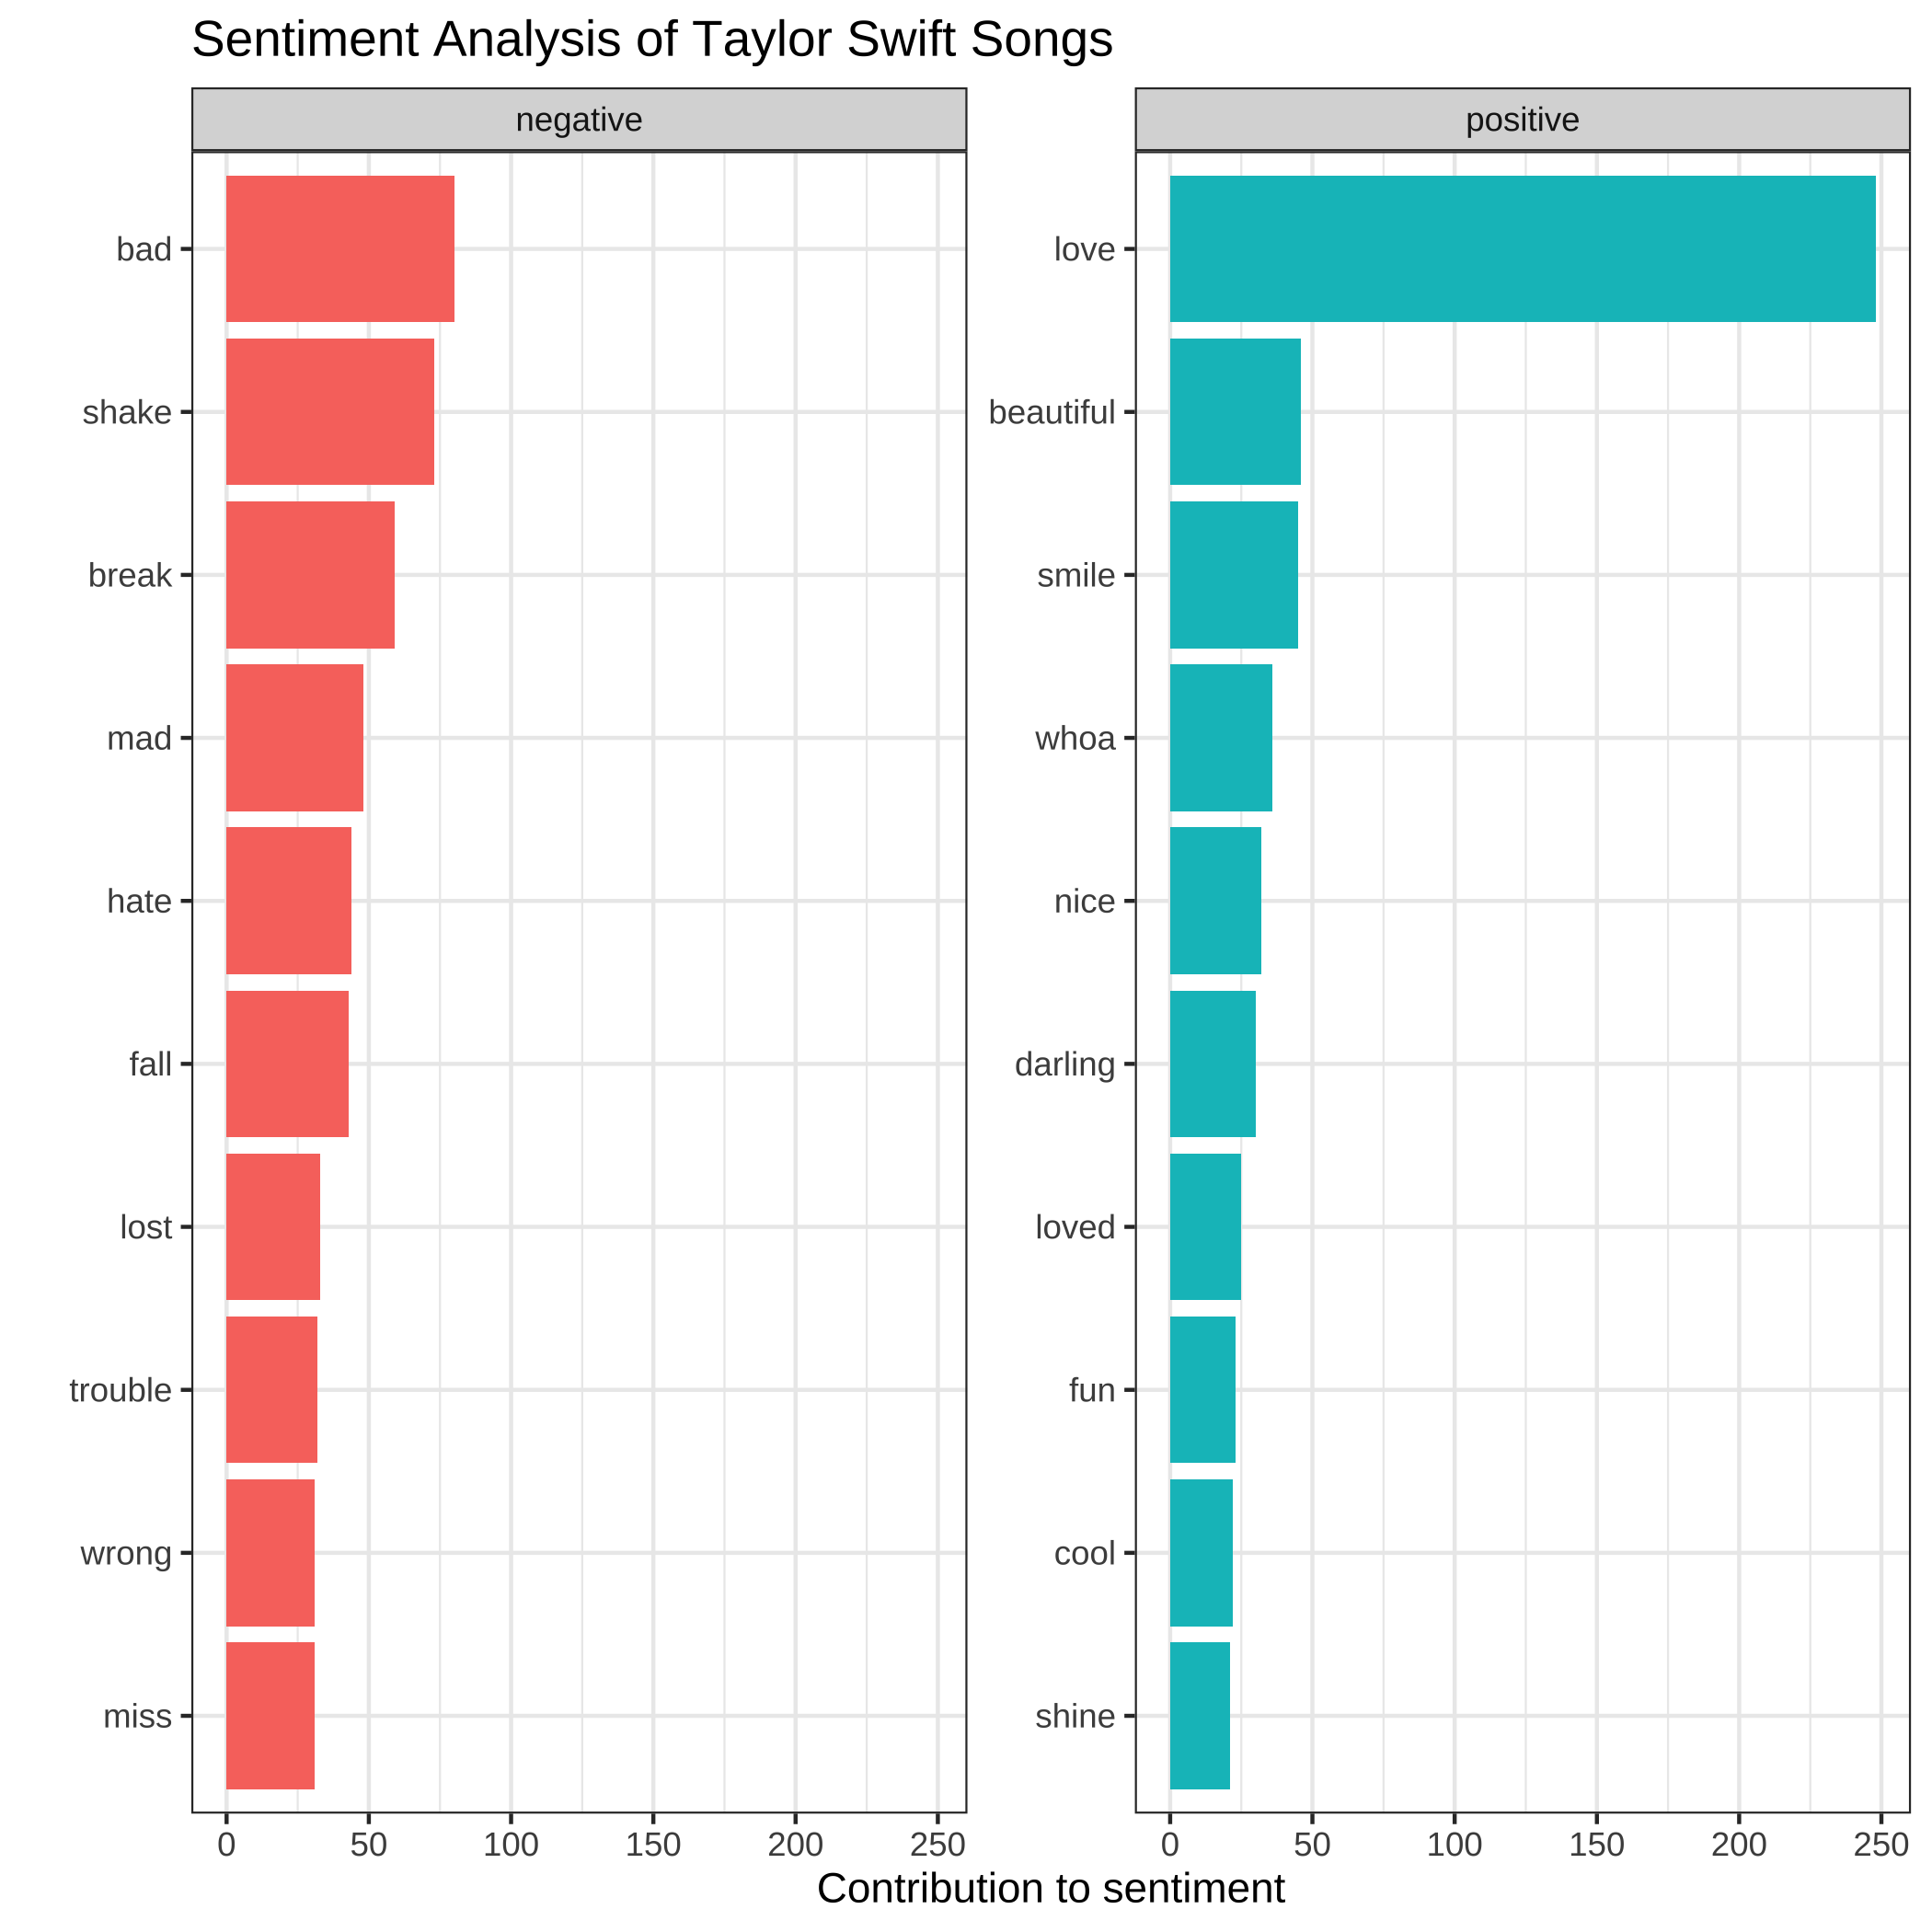 Sentiment Analysis of Taylor Swift Songs
negative
bad
shake
break
mad
hate
fall
lost
trouble
wrong
miss
0 50 100 150 200 250
positive
love
beautiful
smile
whoa
nice
darling
loved
fun
cool
shine
0 50 100 150 200 250
Contribution to sentiment